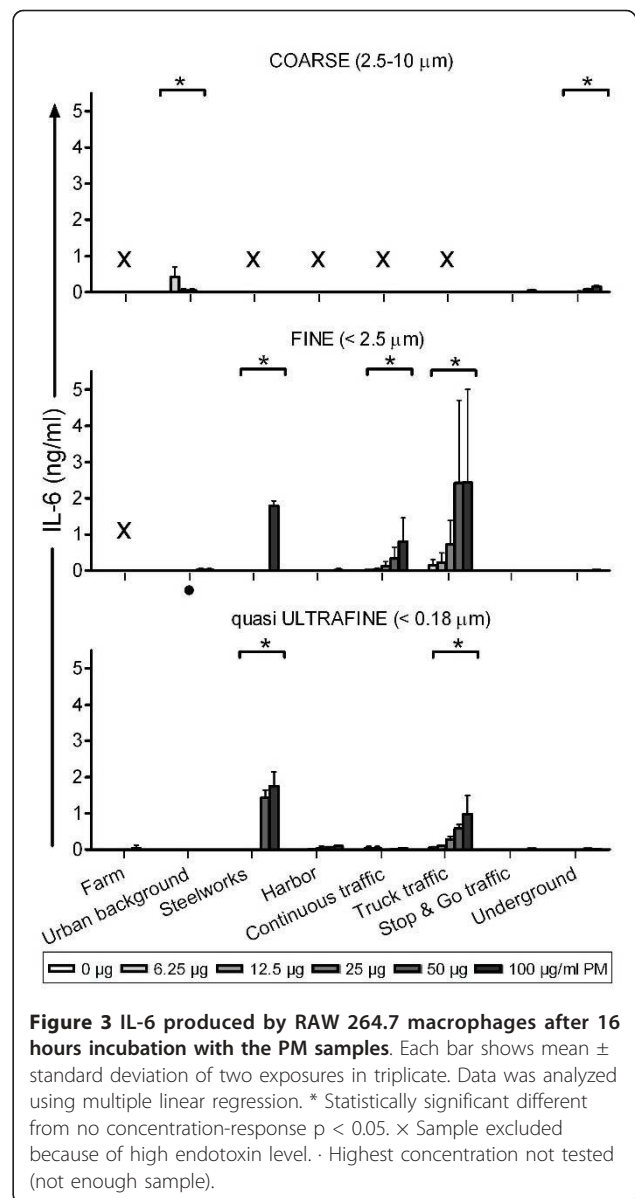 COARSE (2.5-10 μm)
*
*
5
4
3
2
1
0
X
X
X
X
X
FINE (< 2.5 μm)
*
*
*
5
4
3
2
1
0
X
•
IL-6 (ng/ml)
quasi ULTRAFINE (< 0.18 μm)
*
*
5
4
3
2
1
0
Farm
Urban background
Steelworks
Harbor
Continuous traffic
Truck traffic
Stop & Go traffic
Underground
0 μg 6.25 μg 12.5 μg 25 μg 50 μg 100 μg/ml PM
Figure 3 IL-6 produced by RAW 264.7 macrophages after 16
hours incubation with the PM samples. Each bar shows mean ±
standard deviation of two exposures in triplicate. Data was analyzed
using multiple linear regression. * Statistically significant different
from no concentration-response p < 0.05. × Sample excluded
because of high endotoxin level. · Highest concentration not tested
(not enough sample).